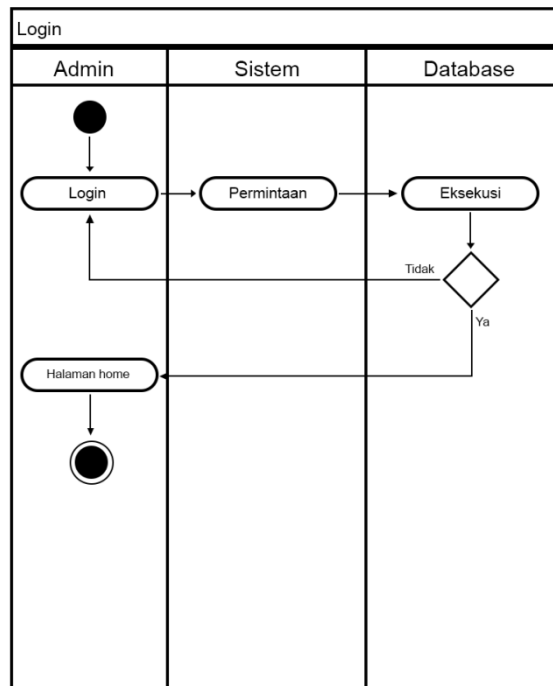 Login
Admin
Sistem
Database
Login
Permintaan
Eksekusi
Tidak
Ya
Halaman home